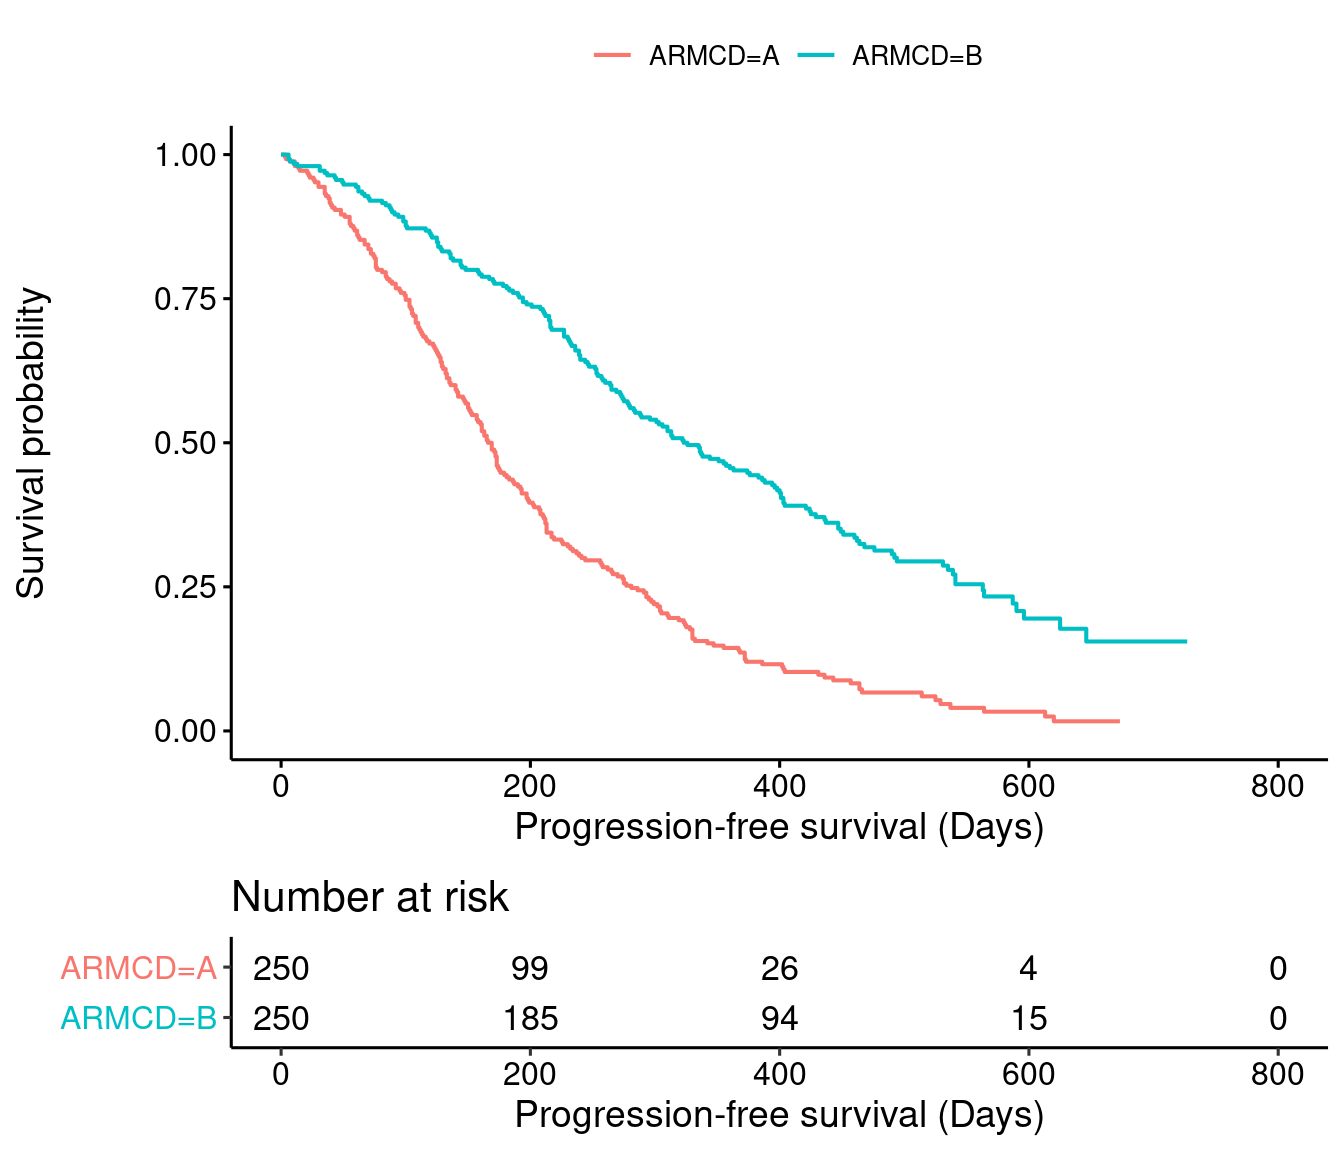 ARMCD=A ARMCD=B
Survival probability
1.00
0.75
0.50
0.25
0.00
0 200 400 600 800
Progression-free survival (Days)
Number at risk
ARMCD=A 250 99 26 4 0
ARMCD=B 250 185 94 15 0
0 200 400 600 800
Progression-free survival (Days)